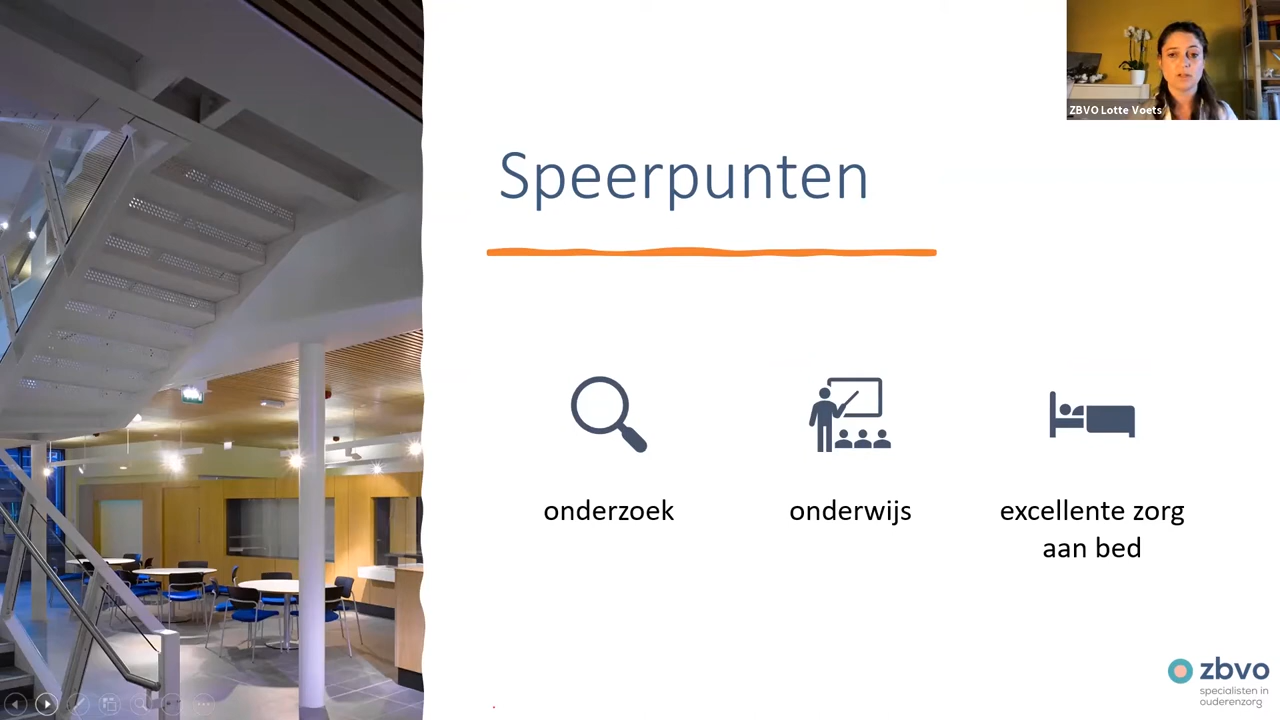 ZBVO Lotte Voets
Speerpunten
onderzoek
onderwijs
excellente zorg
aan bed
zbvo
specialisten in
ouderenzorg